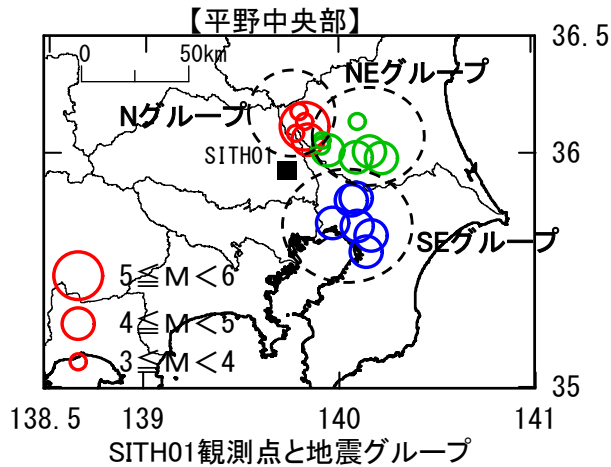 【平野中央部】
36.5
0 50km
NEグループ
Nグループ
SITH01
36
SEグループ
5≦M<6
4≦M<5
3≦M<4
35
138.5 139 140 141
SITH01観測点と地震グループ